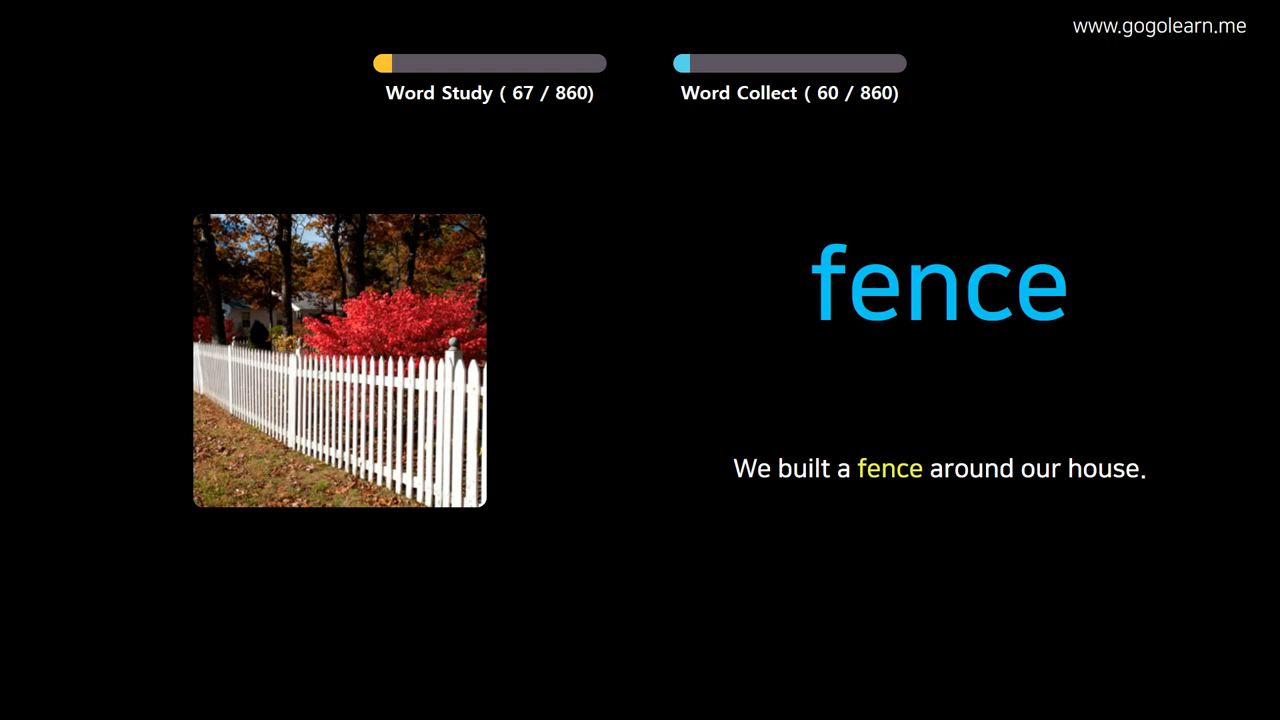 www.gogolearn.me
Word Study ( 67 / 860)
Word Collect ( 60 / 860)
fence
We built a fence around our house.